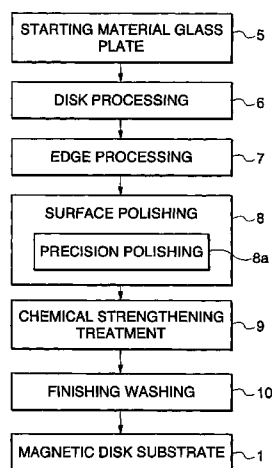 STARTING MATERIAL GLASS
PLATE
5
DISK PROCESSING
6
EDGE PROCESSING
7
SURFACE POLISHING
8
PRECISION POLISHING
8a
CHEMICAL STRENGTHENING
TREATMENT
9
FINISHING WASHING
10
MAGNETIC DISK SUBSTRATE
1